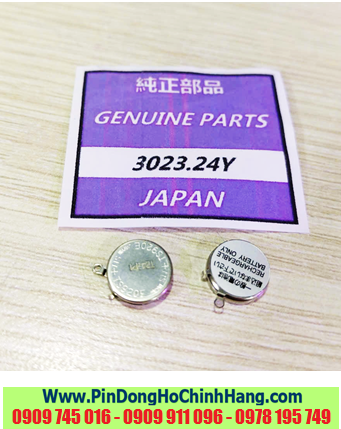 純正部品
GENUINE PARTS
3023.24Y
JAPAN
RECHARGEABLE
BATTERY ONLY
www.PinDongHoChinhHang.com
0909 745 016 - 0909 911 096 - 0978 195 749